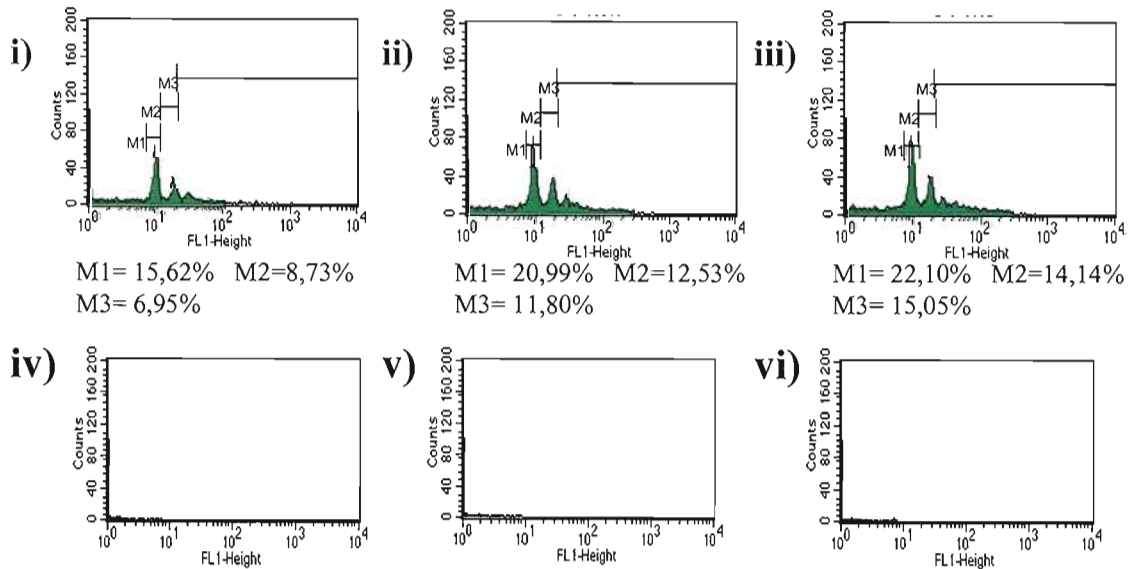 i)
200
160
120
80
40
0
Counts
M1
M2
M3
10^0 10^1 10^2 10^3 10^4
FL1-Height
M1= 15,62% M2=8,73%
M3= 6,95%
ii)
200
160
120
80
40
0
Counts
M1
M2
M3
10^0 10^1 10^2 10^3 10^4
FL1-Height
M1= 20,99% M2=12,53%
M3= 11,80%
iii)
200
160
120
80
40
0
Counts
M1
M2
M3
10^0 10^1 10^2 10^3 10^4
FL1-Height
M1= 22,10% M2=14,14%
M3= 15,05%
iv)
200
160
120
80
40
0
Counts
10^0 10^1 10^2 10^3 10^4
FL1-Height
v)
200
160
120
80
40
0
Counts
10^0 10^1 10^2 10^3 10^4
FL1-Height
vi)
200
160
120
80
40
0
Counts
10^0 10^1 10^2 10^3 10^4
FL1-Height